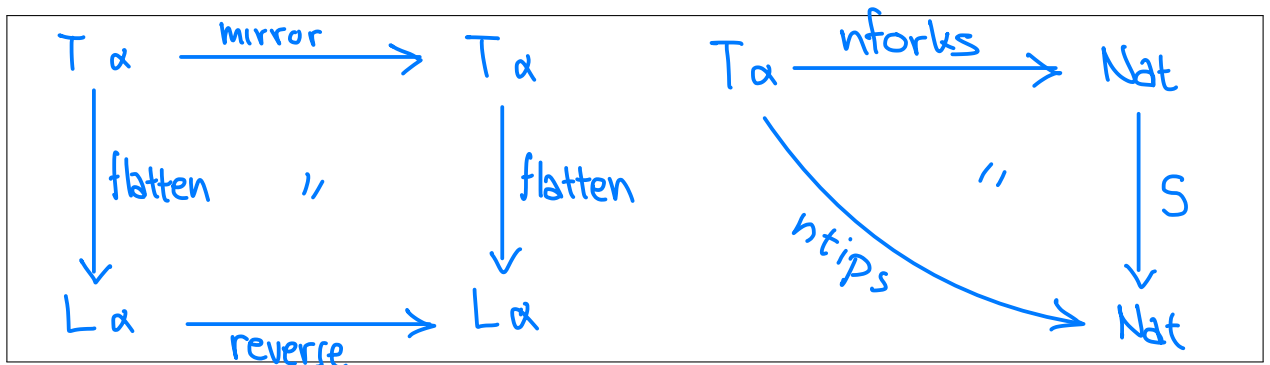 T α mirror T α
flatten 〃 flatten
L α reverse L α
T α nforks Nat
〃 S
ntips
Nat